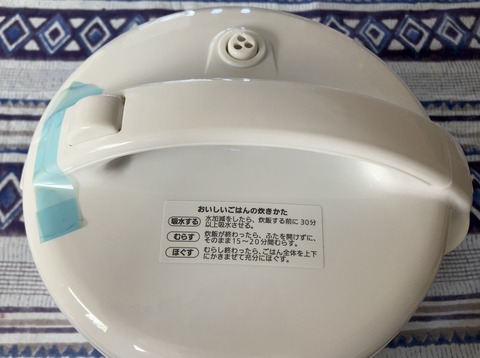 おいしいごはんの炊きかた
吸水する 水加減をしたら、炊飯する前に30分
以上吸水させる。
むらす 炊飯が終わったら、ふたを開けずに、
そのまま15〜20分間むらす。
ほぐす むらし終わったら、ごはん全体を上下
にかきまぜて充分にほぐす。